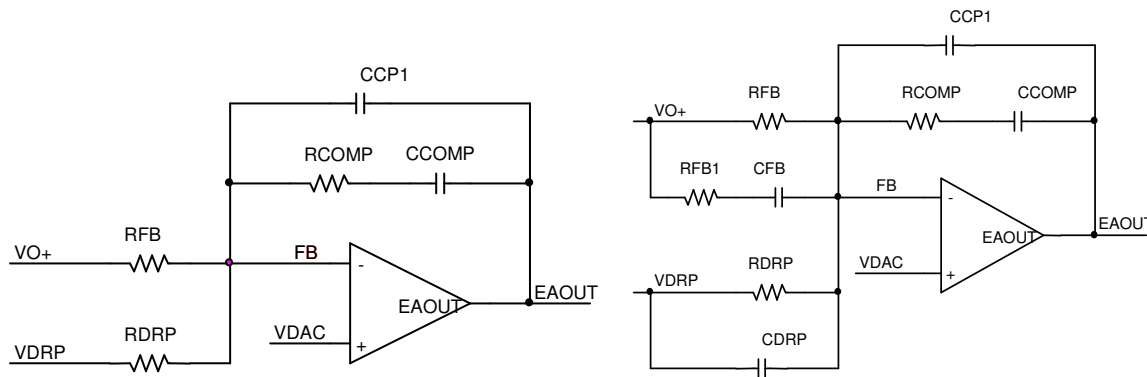 CCP1
RCOMP
CCOMP
RFB
VO+
FB
-
EAOUT
EAOUT
RDRP
VDAC
+
VDRP
CCP1
RFB
RCOMP
CCOMP
VO+
RFB1
CFB
FB
-
EAOUT
EAOUT
VDAC
+
RDRP
VDRP
CDRP